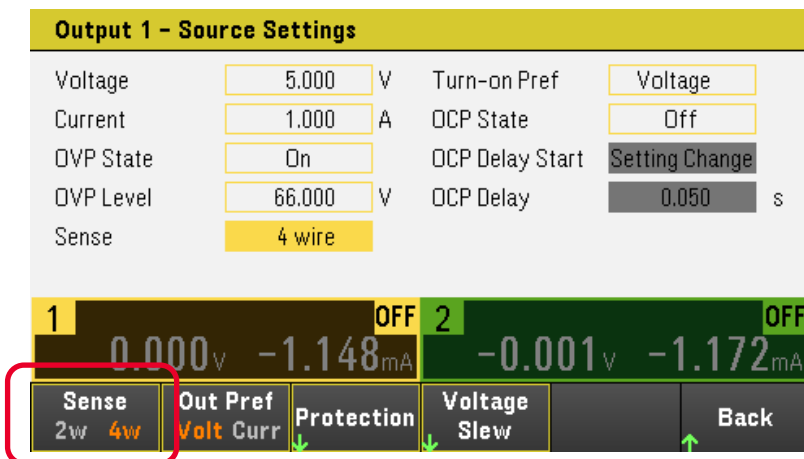 Output 1 – Source Settings
Voltage 5.000 V Turn-on Pref Voltage
Current 1.000 A OCP State Off
OVP State On OCP Delay Start Setting Change
OVP Level 66.000 V OCP Delay 0.050 s
Sense 4 wire
1 OFF 2 OFF
0.000V -1.148mA -0.001V -1.172mA
Sense Out Pref Protection Voltage Back
2w 4w Volt Curr Slew